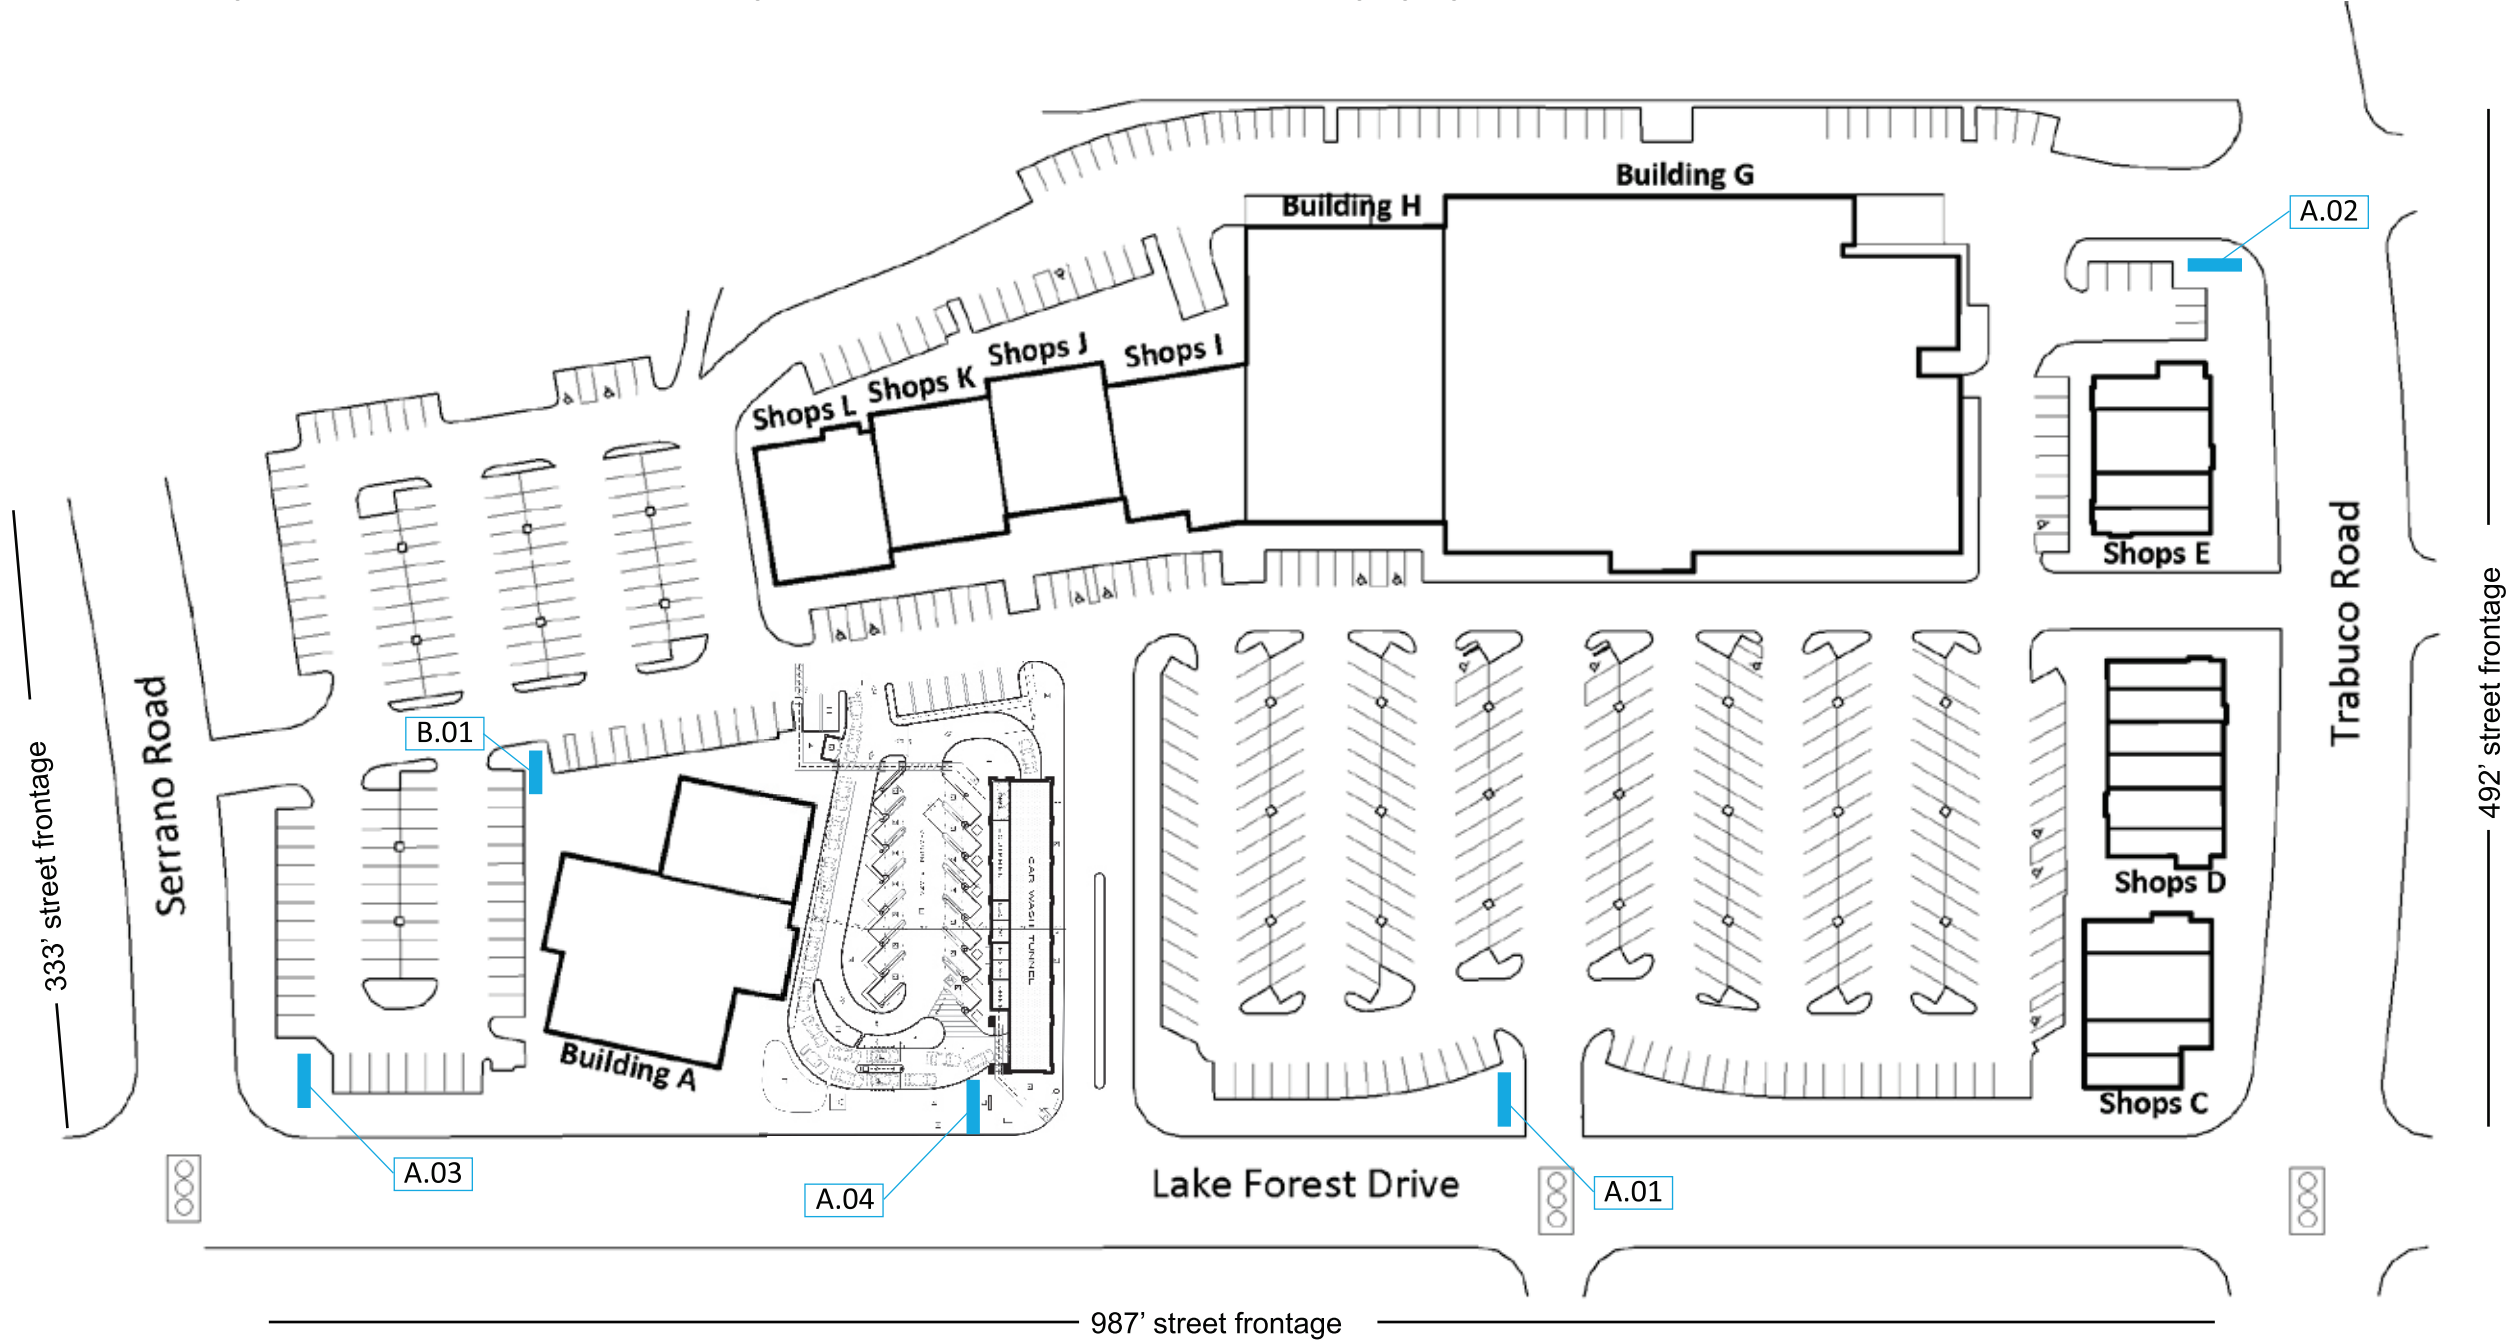 Building G
Building H
A.02
Shops J
Shops I
Shops K
Shops L
Shops E
Trabuco Road
492’ street frontage
Serrano Road
333’ street frontage
B.01
CAR WASH TUNNEL
Shops D
Building A
Shops C
A.03
A.04
Lake Forest Drive
A.01
987’ street frontage